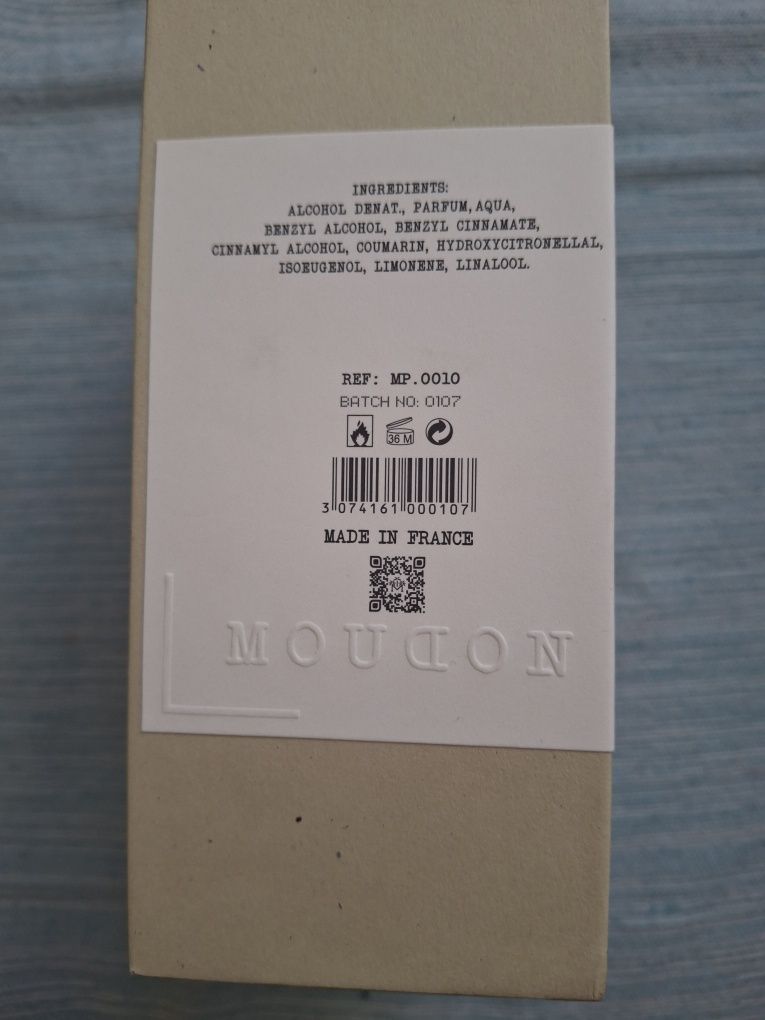 INGREDIENTS:
ALCOHOL DENAT., PARFUM, AQUA,
BENZYL ALCOHOL, BENZYL CINNAMATE,
CINNAMYL ALCOHOL, COUMARIN, HYDROXYCITRONELLAL,
ISOEUGENOL, LIMONENE, LINALOOL.
REF: MP.0010
BATCH NO: 0107
36 M
3 074161 000107
MADE IN FRANCE
MOUDON